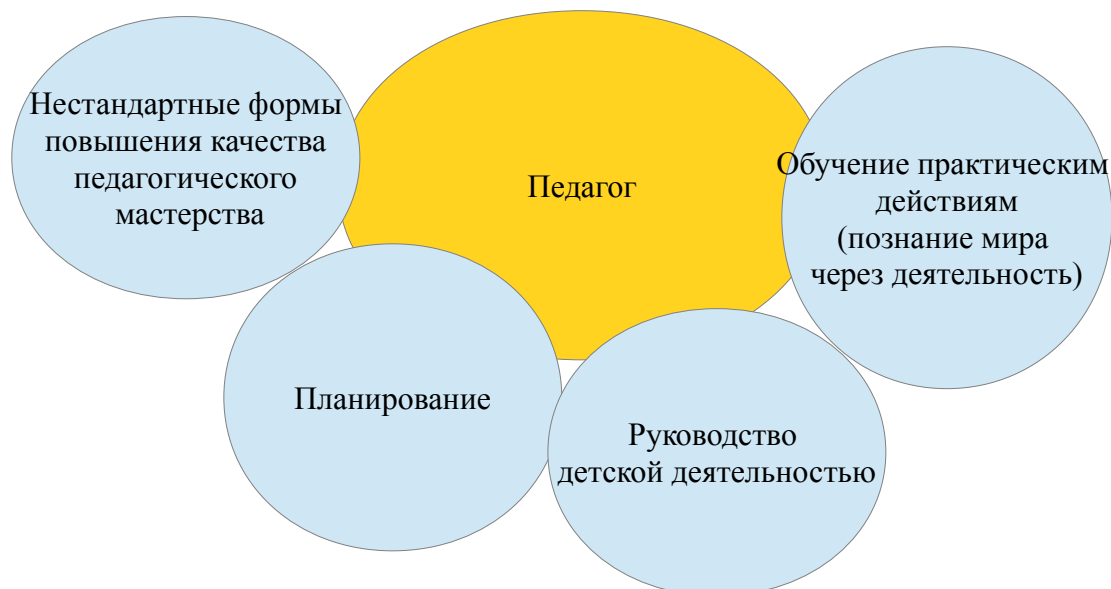 Нестандартные формы
повышения качества
педагогического
мастерства
Педагог
Обучение практическим
действиям
(познание мира
через деятельность)
Планирование
Руководство
детской деятельностью